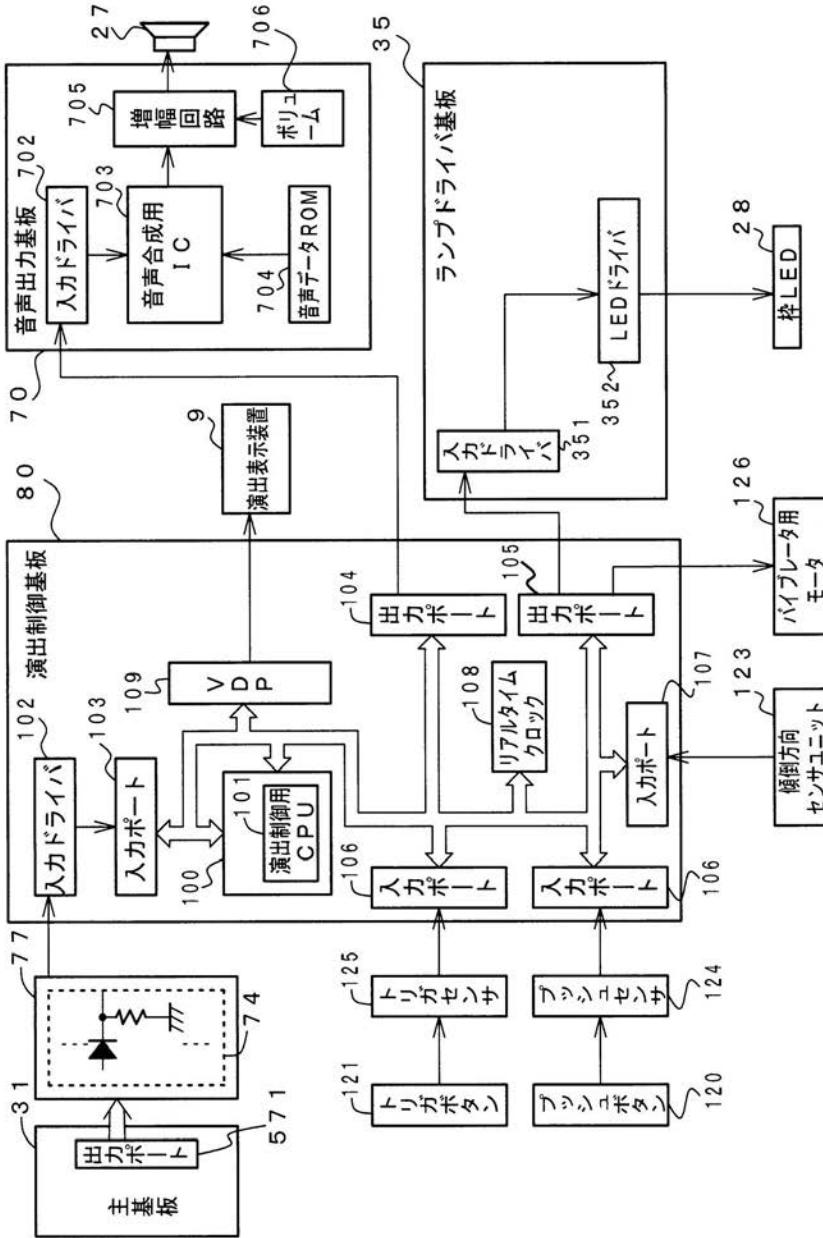 31
主基板
出力ポート
571
77
74
80
演出制御基板
102
入力ドライバ
103
入力ポート
109
VDP
100
101
演出制御用
CPU
9
演出表示装置
104
出力ポート
105
出力ポート
108
リアルタイム
クロック
106
入力ポート
106
入力ポート
107
入力ポート
125
トリガセンサ
121
トリガボタン
124
プッシュセンサ
120
プッシュボタン
123
傾倒方向
センサユニット
126
バイブレータ用
モータ
70
音声出力基板
702
入力ドライバ
703
音声合成用
IC
704
音声データROM
705
増幅
回路
706
ボリュ
ーム
27
35
ランプドライバ基板
351
入力
ドライバ
352
LEDドライバ
28
枠LED